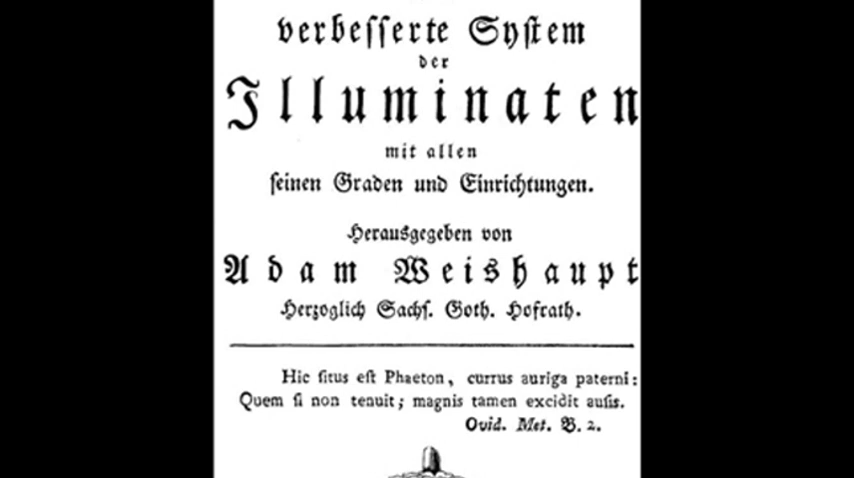 verbeſſerte Syſtem
der
Illuminaten
mit allen
ſeinen Graden und Einrichtungen.
Herausgegeben von
Adam Weishaupt
Herzoglich Sachſ. Goth. Hofrath.
Hic ſitus eſt Phaeton, currus auriga paterni:
Quem ſi non tenuit; magnis tamen excidit auſis.
Ovid. Met. B. 2.